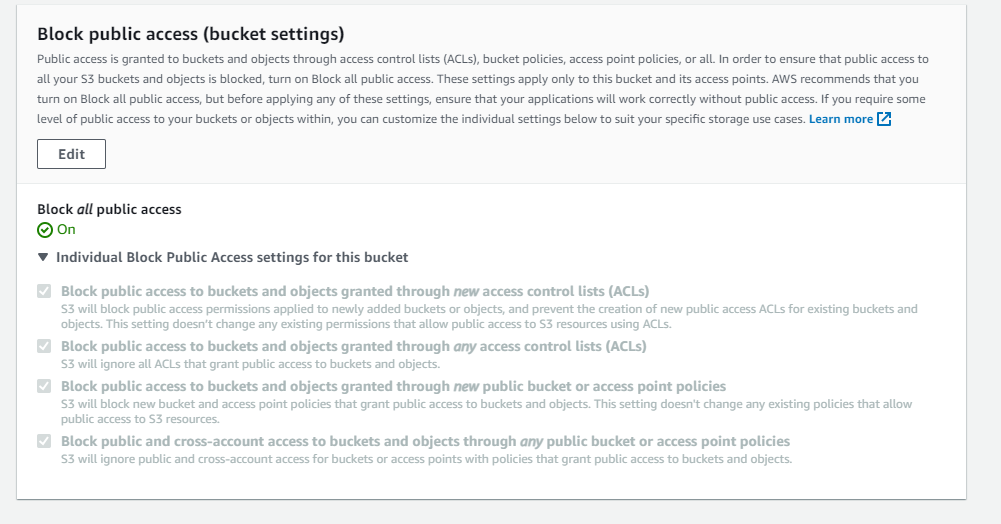 Block public access (bucket settings)
Public access is granted to buckets and objects through access control lists (ACLs), bucket policies, access point policies, or all. In order to ensure that public access to
all your S3 buckets and objects is blocked, turn on Block all public access. These settings apply only to this bucket and its access points. AWS recommends that you
turn on Block all public access, but before applying any of these settings, ensure that your applications will work correctly without public access. If you require some
level of public access to your buckets or objects within, you can customize the individual settings below to suit your specific storage use cases. Learn more
Edit
Block all public access
On
Individual Block Public Access settings for this bucket
Block public access to buckets and objects granted through new access control lists (ACLs)
S3 will block public access permissions applied to newly added buckets or objects, and prevent the creation of new public access ACLs for existing buckets and
objects. This setting doesn't change any existing permissions that allow public access to S3 resources using ACLs.
Block public access to buckets and objects granted through any access control lists (ACLs)
S3 will ignore all ACLs that grant public access to buckets and objects.
Block public access to buckets and objects granted through new public bucket or access point policies
S3 will block new bucket and access point policies that grant public access to buckets and objects. This setting doesn't change any existing policies that allow
public access to S3 resources.
Block public and cross-account access to buckets and objects through any public bucket or access point policies
S3 will ignore public and cross-account access for buckets or access points with policies that grant public access to buckets and objects.